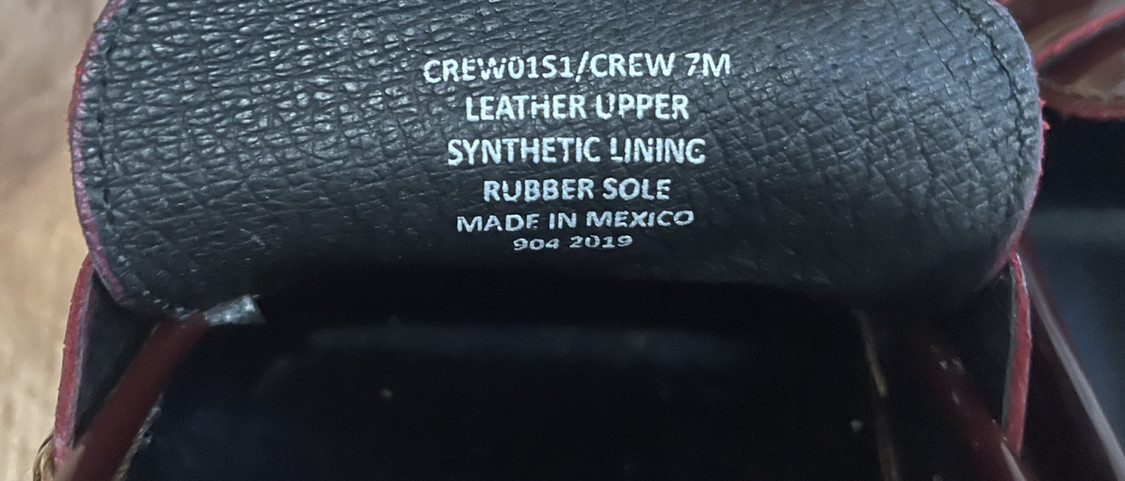 CREW01S1/CREW 7M
LEATHER UPPER
SYNTHETIC LINING
RUBBER SOLE
MADE IN MEXICO
904 2019